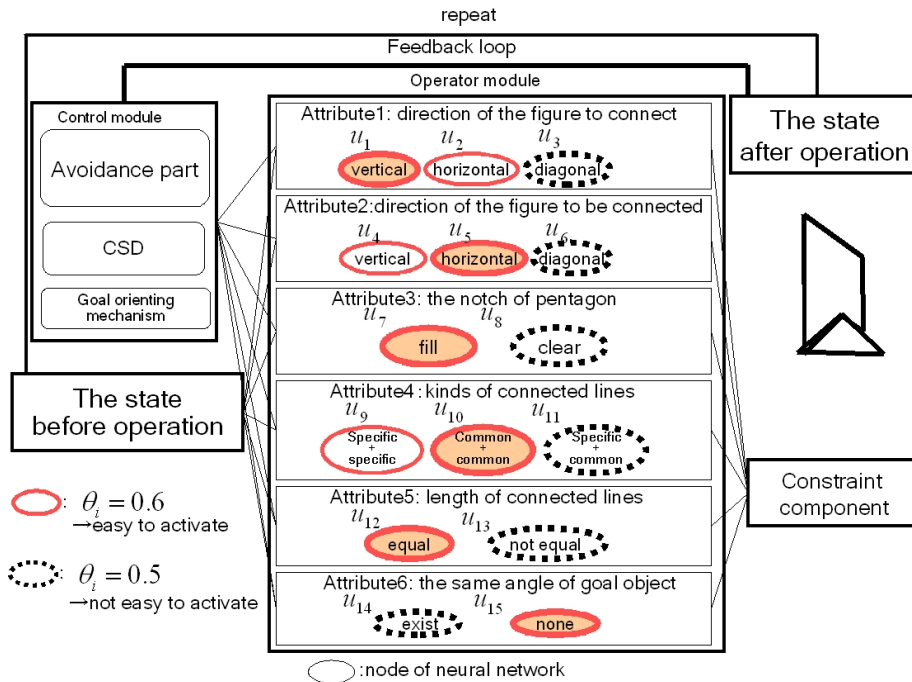 repeat
Feedback loop
Operator module
Control module
Avoidance part
CSD
Goal orienting
mechanism
The state
before operation
Attribute1: direction of the figure to connect
u1 u2 u3
vertical horizontal diagonal
Attribute2:direction of the figure to be connected
u4 u5 u6
vertical horizontal diagonal
Attribute3: the notch of pentagon
u7 u8
fill clear
Attribute4: kinds of connected lines
u9 u10 u11
Specific
+
specific
Common
+
common
Specific
+
common
Attribute5: length of connected lines
u12 u13
equal not equal
Attribute6: the same angle of goal object
u14 u15
exist none
The state
after operation
Constraint
component
: θi = 0.6
→easy to activate
: θi = 0.5
→not easy to activate
:node of neural network